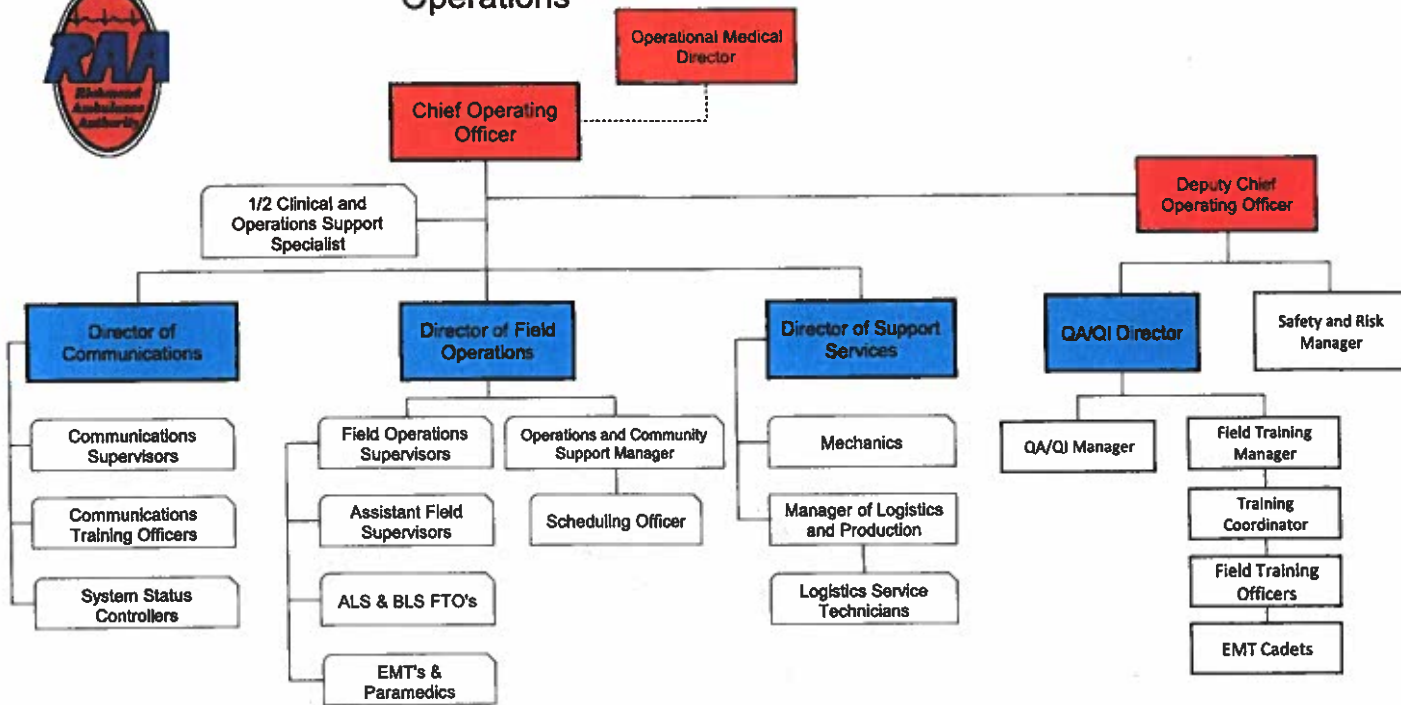 Operations
RAA
Richmond
Ambulance
Authority
Operational Medical
Director
Chief Operating
Officer
Deputy Chief
Operating Officer
1/2 Clinical and
Operations Support
Specialist
Director of
Communications
Director of Field
Operations
Director of Support
Services
QA/QI Director
Safety and Risk
Manager
Communications
Supervisors
Communications
Training Officers
System Status
Controllers
Field Operations
Supervisors
Assistant Field
Supervisors
ALS & BLS FTO's
EMT's &
Paramedics
Operations and Community
Support Manager
Scheduling Officer
Mechanics
Manager of Logistics
and Production
Logistics Service
Technicians
QA/QI Manager
Field Training
Manager
Training
Coordinator
Field Training
Officers
EMT Cadets